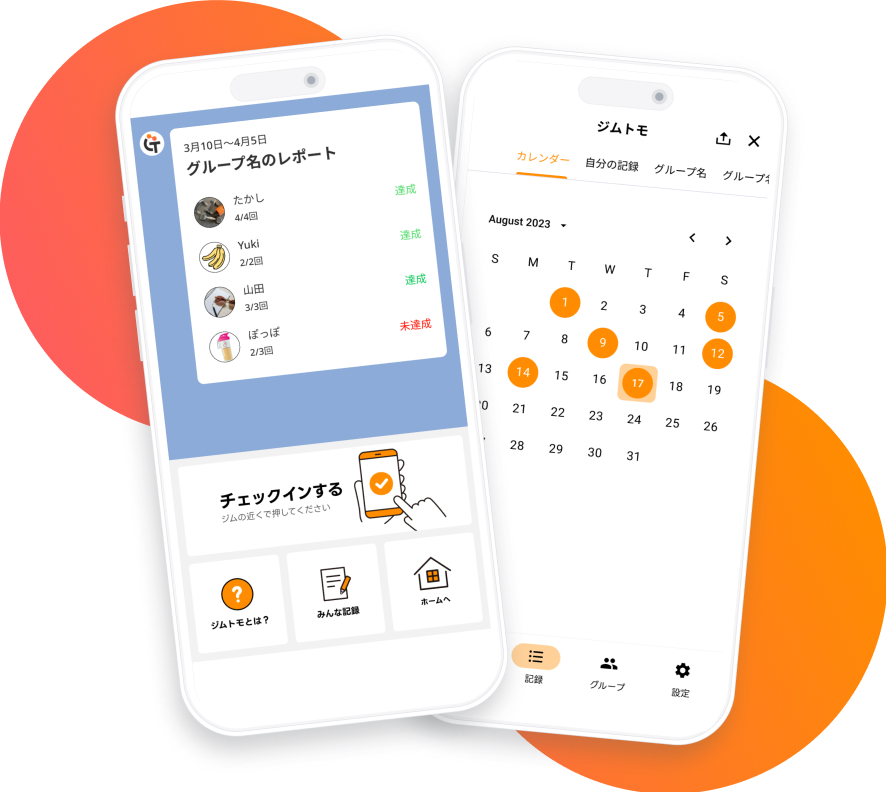 3月10日〜4月5日
グループ名のレポート
たかし
4/4回
達成
Yuki
2/2回
達成
山田
3/3回
達成
ぽっぽ
2/3回
未達成
チェックインする
ジムの近くで押してください
?
ジムトモとは？
みんな記録
ホームへ
ジムトモ
カレンダー 自分の記録 グループ名 グループ名
August 2023
S M T W T F S
1 2 3 4 5
6 7 8 9 10 11 12
13 14 15 16 17 18 19
20 21 22 23 24 25 26
28 29 30 31
記録 グループ 設定